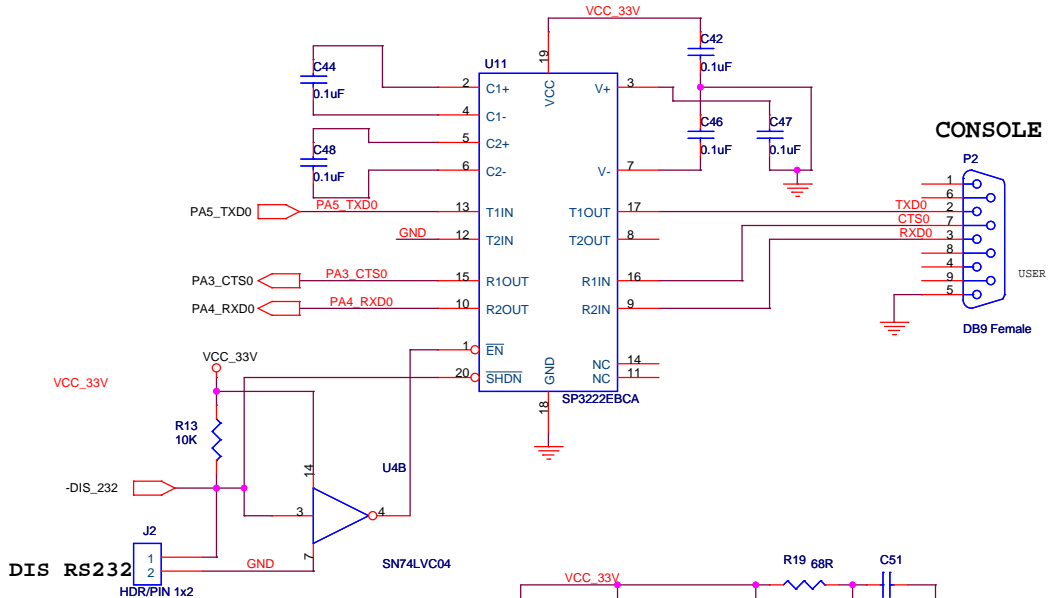 VCC_33V
C42
0.1uF
C44
0.1uF
U11
19
VCC
2
C1+
V+
3
4
C1-
C46
0.1uF
C47
0.1uF
CONSOLE
5
C2+
C48
0.1uF
6
C2-
V-
7
P2
1
6
2
7
3
8
4
9
5
TXD0
CTS0
RXD0
USER
DB9 Female
PA5_TXD0
PA5_TXD0
13
T1IN
T1OUT
17
GND
12
T2IN
T2OUT
8
PA3_CTS0
PA3_CTS0
15
R1OUT
R1IN
16
PA4_RXD0
PA4_RXD0
10
R2OUT
R2IN
9
1
EN
NC
14
20
SHDN
NC
11
GND
18
SP3222EBCA
VCC_33V
VCC_33V
R13
10K
14
U4B
-DIS_232
3
4
7
SN74LVC04
J2
1
2
GND
DIS RS232
HDR/PIN 1x2
VCC_33V
R19
68R
C51